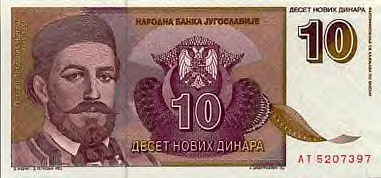 НАРОДНА БАНКА ЈУГОСЛАВИЈЕ
ДЕСЕТ НОВИХ ДИНАРА
10
10
ДЕСЕТ НОВИХ ДИНАРА
АТ 5207397